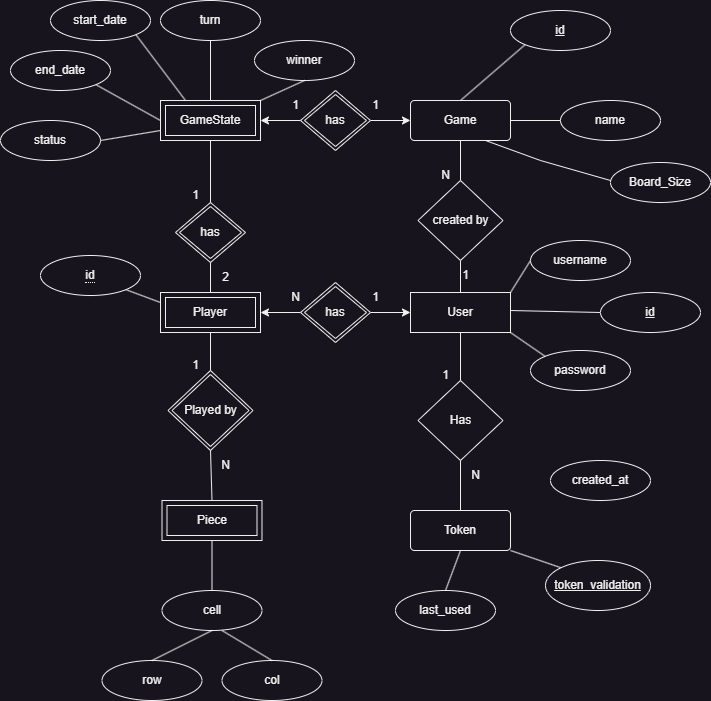 start_date
turn
id
end_date
winner
status
GameState
1
has
1
Game
name
Board_Size
N
1
has
2
created by
1
username
id
Player
N
has
1
User
id
password
1
Played by
N
1
Has
N
created_at
Piece
Token
token_validation
cell
last_used
row
col